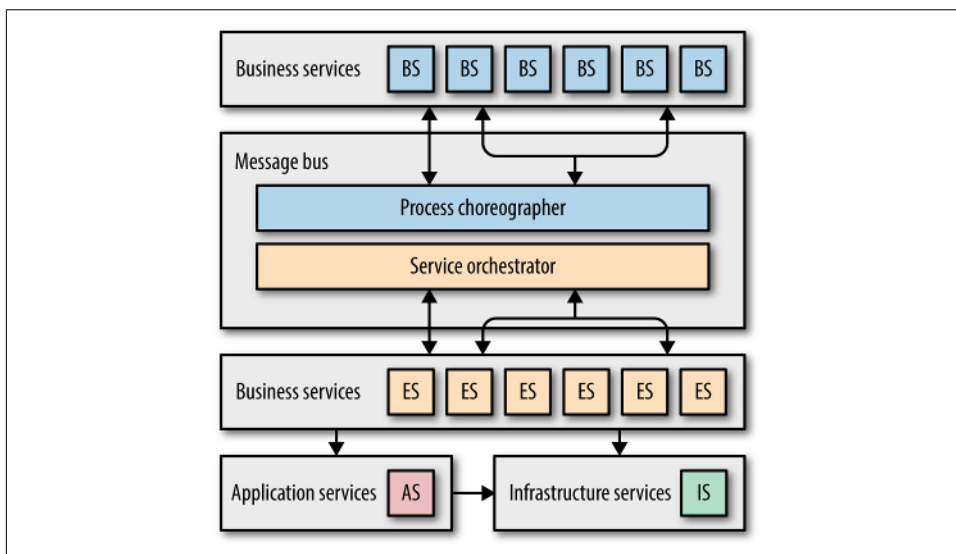 Business services BS BS BS BS BS BS
Message bus
Process choreographer
Service orchestrator
Business services ES ES ES ES ES ES
Application services AS Infrastructure services IS